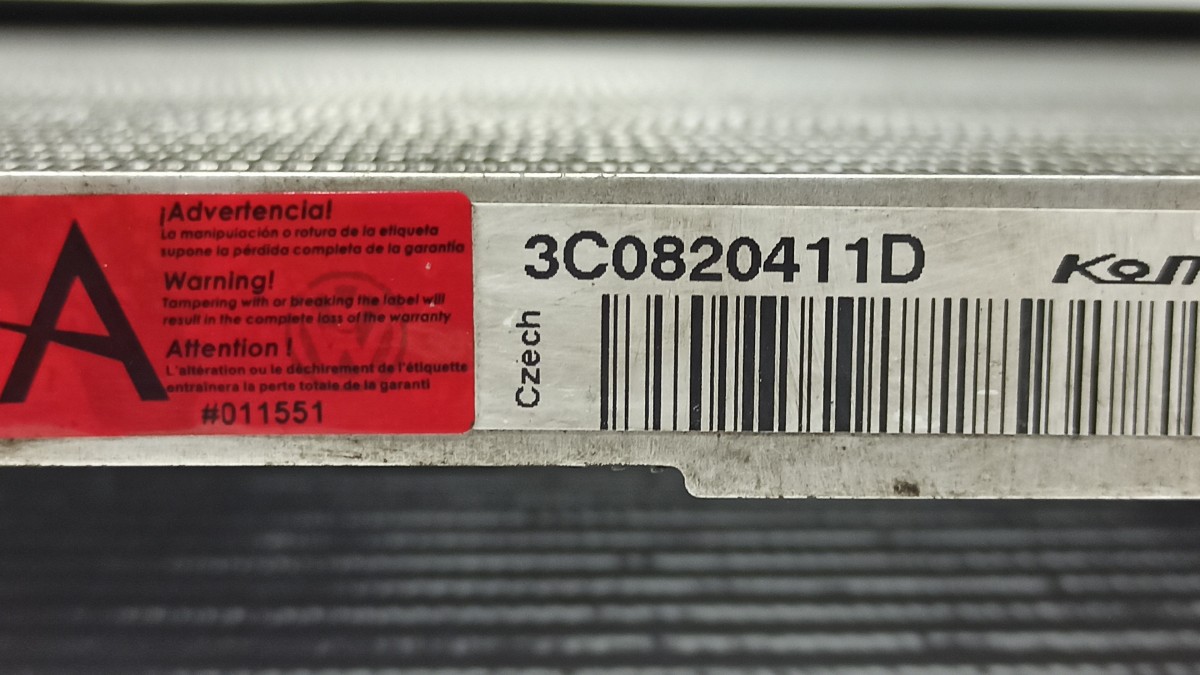 A
¡Advertencia!
La manipulación o rotura de la etiqueta
supone la pérdida completa de la garantía
Warning!
Tampering with or breaking the label will
result in the complete loss of the warranty
Attention !
L'altération ou le déchirement de l'étiquette
entrainera la perte totale de la garanti
#011551
3C0820411D
Czech